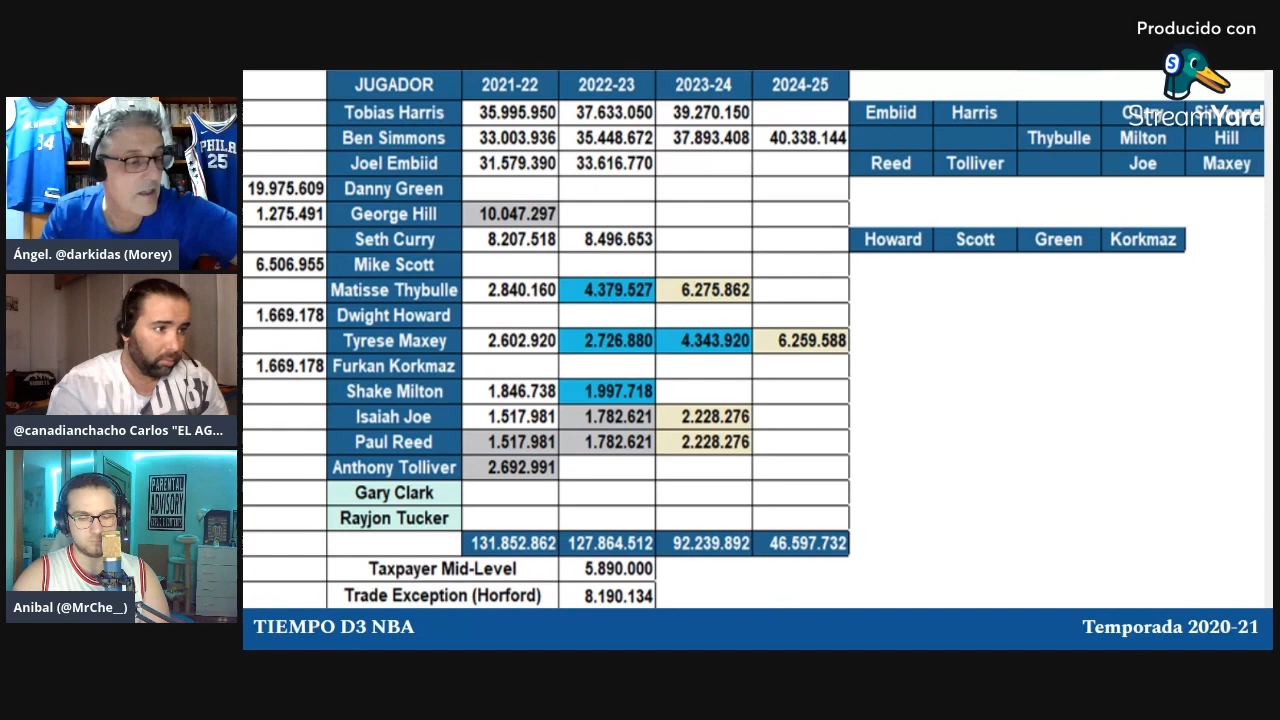 Producido con
StreamYard
JUGADOR 2021-22 2022-23 2023-24 2024-25
Tobias Harris 35.995.950 37.633.050 39.270.150 Embiid Harris
Ben Simmons 33.003.936 35.448.672 37.893.408 40.338.144 Thybulle Milton Hill
Joel Embiid 31.579.390 33.616.770 Reed Tolliver Joe Maxey
19.975.609 Danny Green
1.275.491 George Hill 10.047.297
Seth Curry 8.207.518 8.496.653 Howard Scott Green Korkmaz
6.506.955 Mike Scott
Matisse Thybulle 2.840.160 4.379.527 6.275.862
1.669.178 Dwight Howard
Tyrese Maxey 2.602.920 2.726.880 4.343.920 6.259.588
1.669.178 Furkan Korkmaz
Shake Milton 1.846.738 1.997.718
Isaiah Joe 1.517.981 1.782.621 2.228.276
Paul Reed 1.517.981 1.782.621 2.228.276
Anthony Tolliver 2.692.991
Gary Clark
Rayjon Tucker
131.852.862 127.864.512 92.239.892 46.597.732
Taxpayer Mid-Level 5.890.000
Trade Exception (Horford) 8.190.134
TIEMPO D3 NBA
Temporada 2020-21
34
PHILA
25
Ángel. @darkidas (Morey)
@canadianchacho Carlos "EL AG...
PARENTAL
ADVISORY
Anibal (@MrChe__)